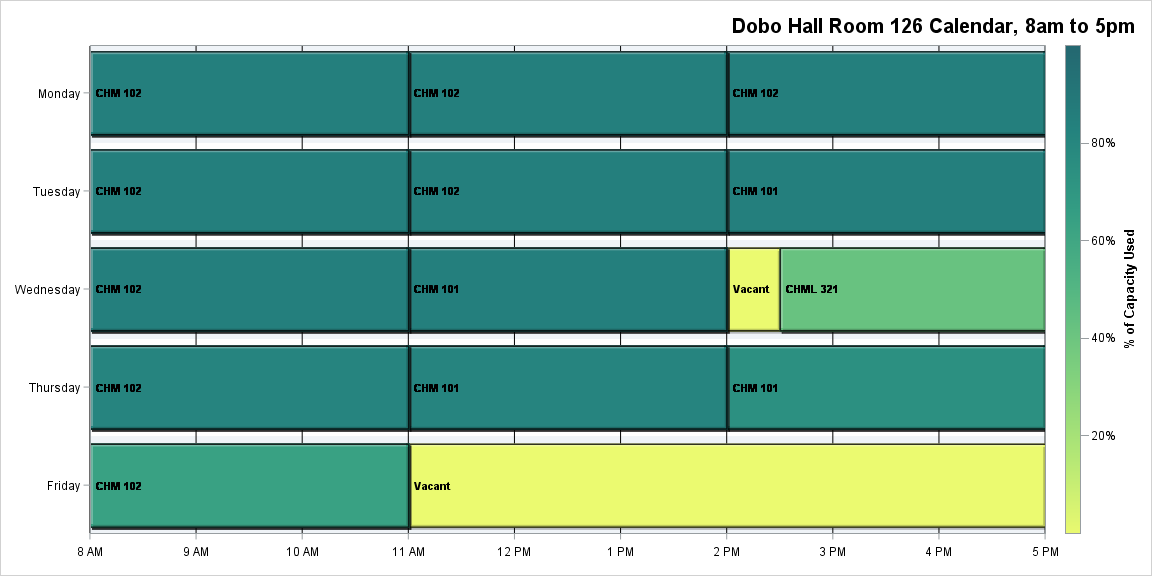 Dobo Hall Room 126 Calendar, 8am to 5pm
Monday CHM 102 CHM 102 CHM 102
80%
Tuesday CHM 102 CHM 102 CHM 101
60%
Wednesday CHM 102 CHM 101 Vacant CHML 321
% of Capacity Used
40%
Thursday CHM 102 CHM 101 CHM 101
20%
Friday CHM 102 Vacant
8 AM 9 AM 10 AM 11 AM 12 PM 1 PM 2 PM 3 PM 4 PM 5 PM